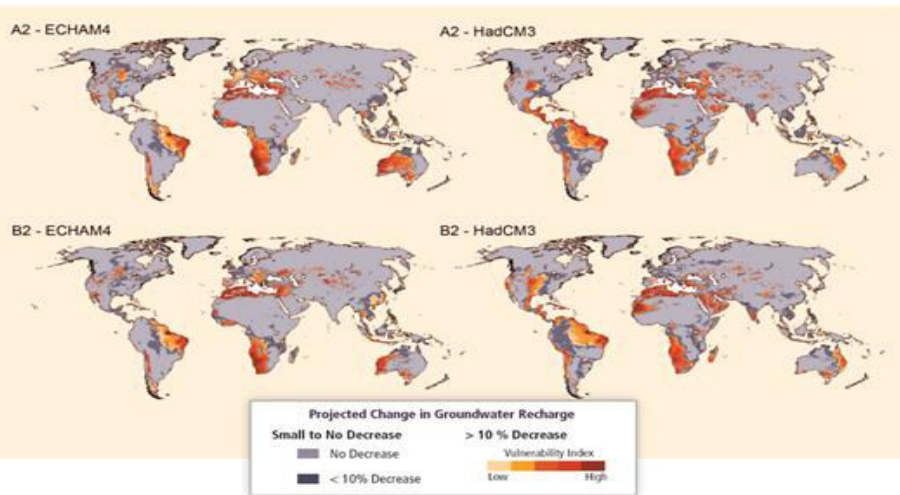 A2 - ECHAM4
A2 - HadCM3
B2 - ECHAM4
B2 - HadCM3
Projected Change in Groundwater Recharge
Small to No Decrease
> 10 % Decrease
No Decrease
Vulnerability Index
< 10% Decrease
Low
High